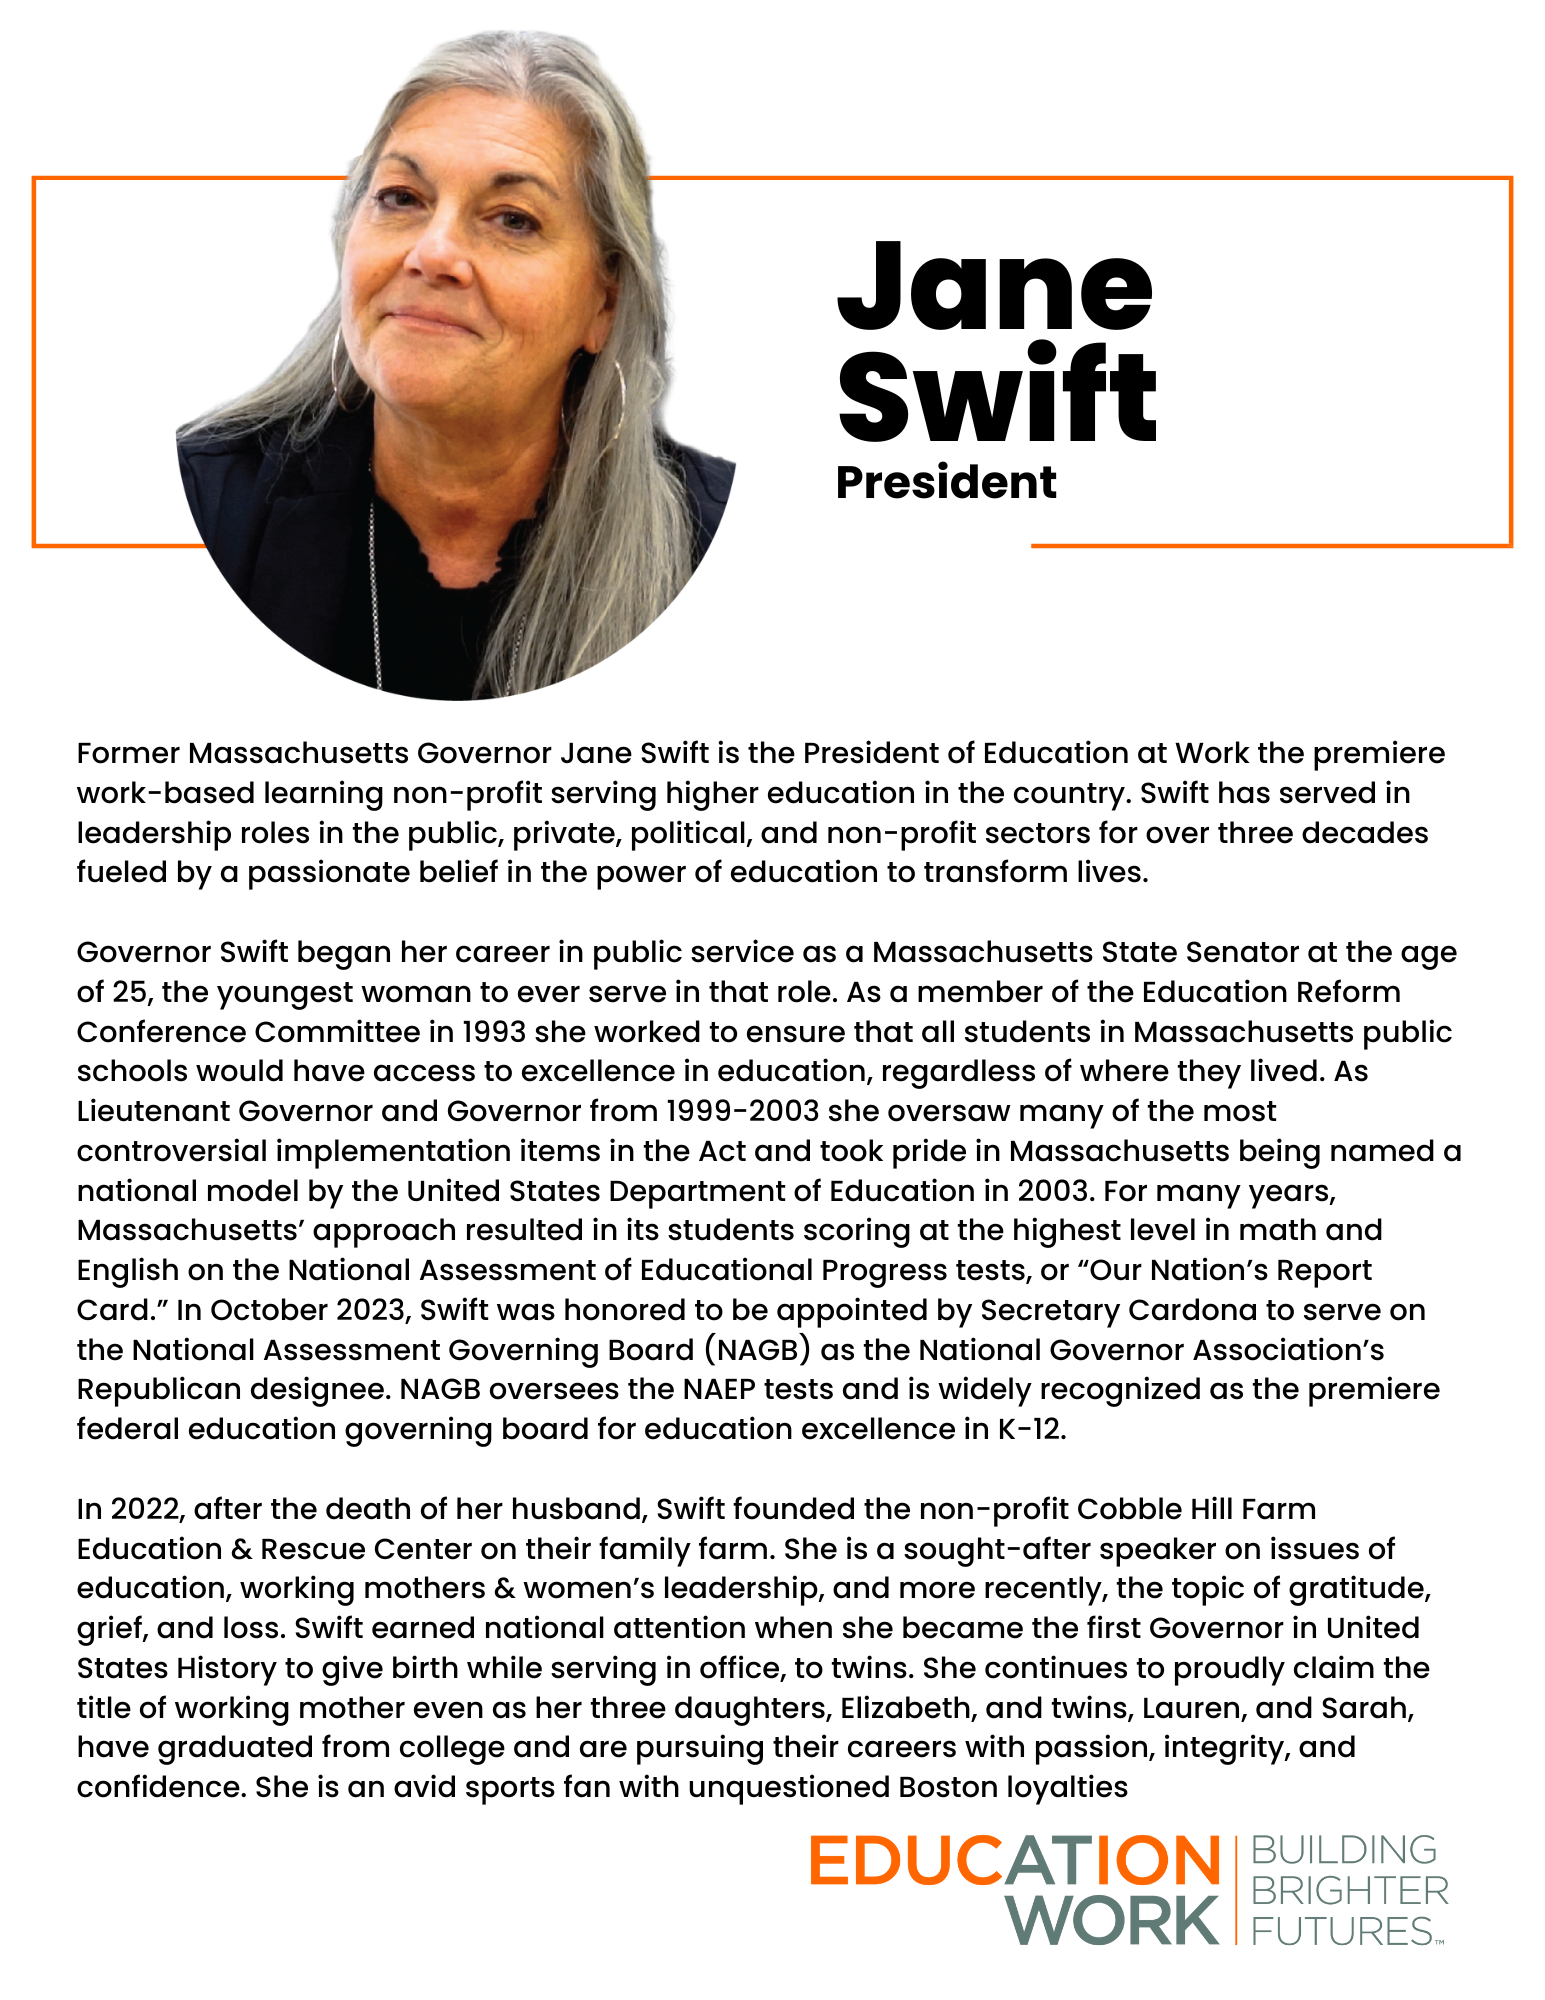 Jane
Swift
President
Former Massachusetts Governor Jane Swift is the President of Education at Work the premiere
work-based learning non-profit serving higher education in the country. Swift has served in
leadership roles in the public, private, political, and non-profit sectors for over three decades
fueled by a passionate belief in the power of education to transform lives.
Governor Swift began her career in public service as a Massachusetts State Senator at the age
of 25, the youngest woman to ever serve in that role. As a member of the Education Reform
Conference Committee in 1993 she worked to ensure that all students in Massachusetts public
schools would have access to excellence in education, regardless of where they lived. As
Lieutenant Governor and Governor from 1999-2003 she oversaw many of the most
controversial implementation items in the Act and took pride in Massachusetts being named a
national model by the United States Department of Education in 2003. For many years,
Massachusetts’ approach resulted in its students scoring at the highest level in math and
English on the National Assessment of Educational Progress tests, or “Our Nation’s Report
Card.” In October 2023, Swift was honored to be appointed by Secretary Cardona to serve on
the National Assessment Governing Board (NAGB) as the National Governor Association’s
Republican designee. NAGB oversees the NAEP tests and is widely recognized as the premiere
federal education governing board for education excellence in K-12.
In 2022, after the death of her husband, Swift founded the non-profit Cobble Hill Farm
Education & Rescue Center on their family farm. She is a sought-after speaker on issues of
education, working mothers & women’s leadership, and more recently, the topic of gratitude,
grief, and loss. Swift earned national attention when she became the first Governor in United
States History to give birth while serving in office, to twins. She continues to proudly claim the
title of working mother even as her three daughters, Elizabeth, and twins, Lauren, and Sarah,
have graduated from college and are pursuing their careers with passion, integrity, and
confidence. She is an avid sports fan with unquestioned Boston loyalties
EDUCATION
WORK
BUILDING
BRIGHTER
FUTURES.™